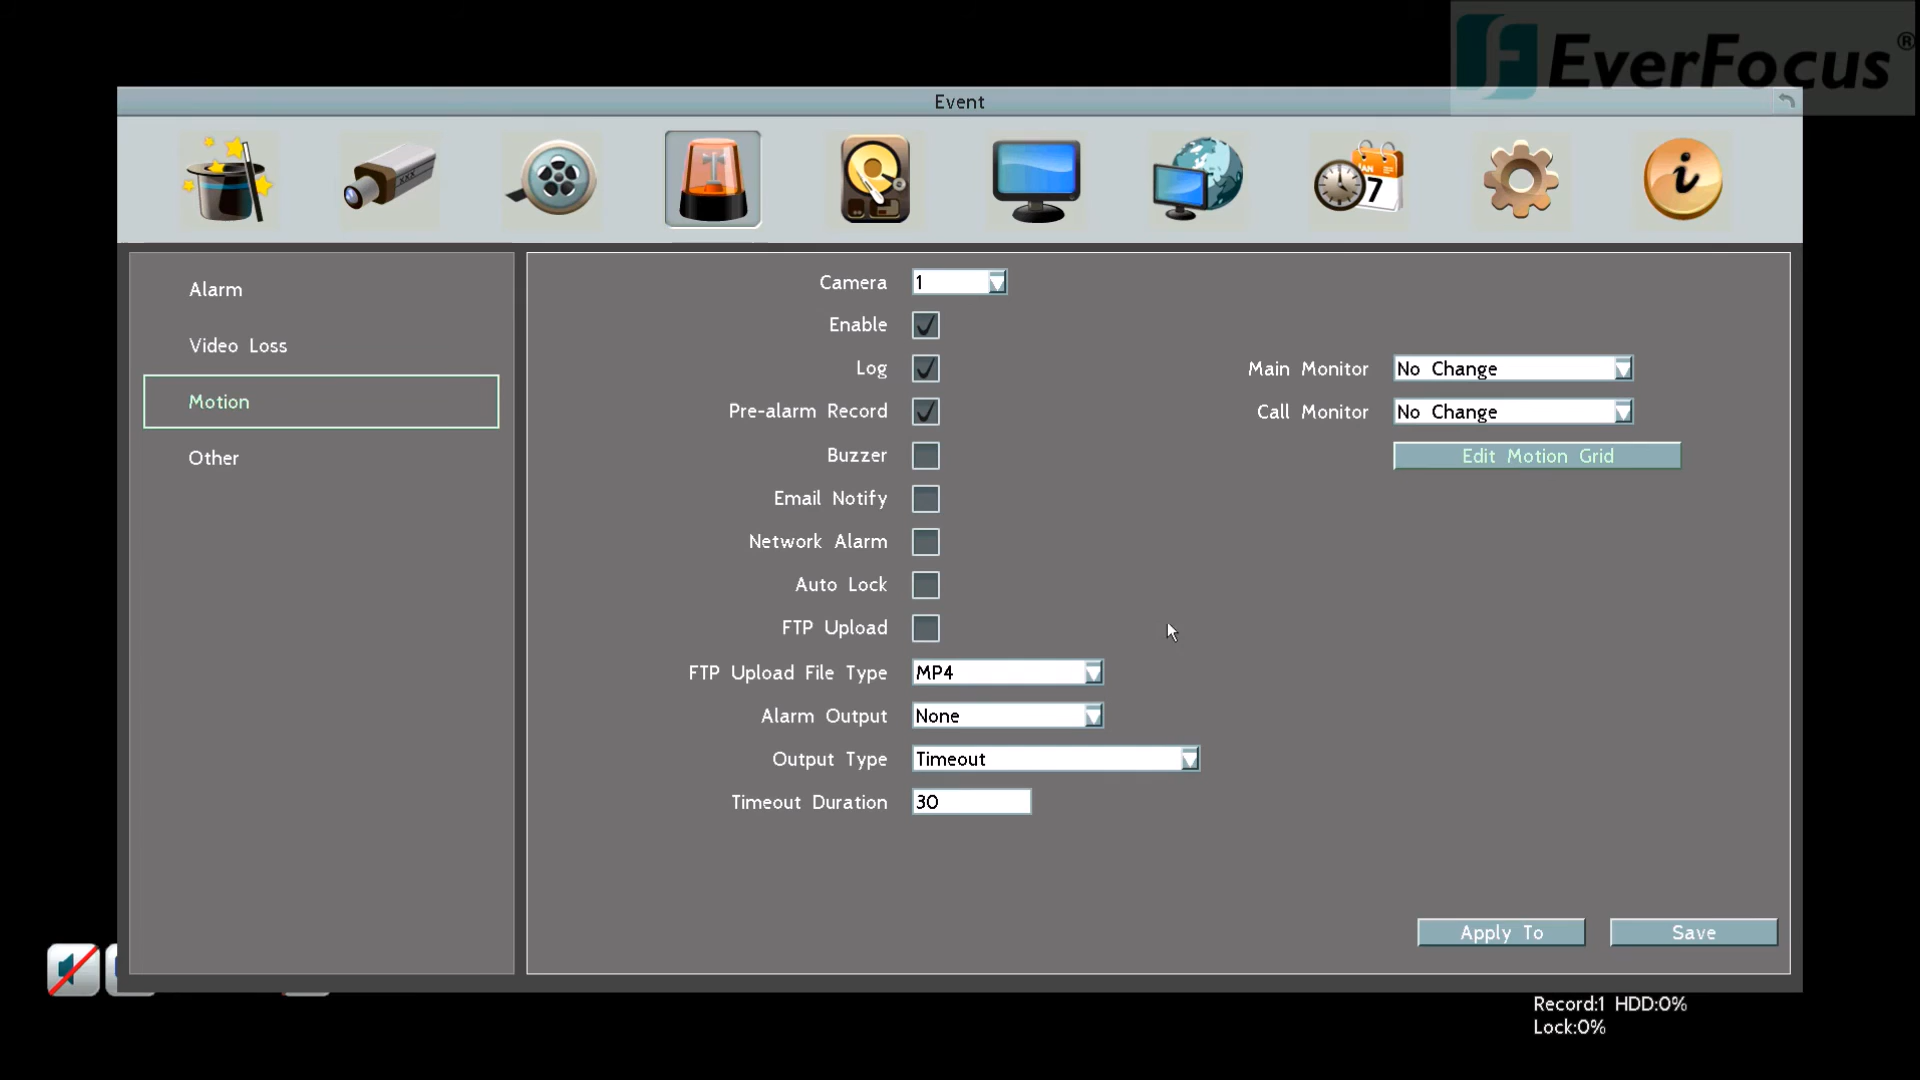 EverFocus®
Event
XXX
JAN
7
i
Alarm
Video Loss
Motion
Other
Camera 1
Enable
Log
Pre-alarm Record
Buzzer
Email Notify
Network Alarm
Auto Lock
FTP Upload
FTP Upload File Type MP4
Alarm Output None
Output Type Timeout
Timeout Duration 30
Main Monitor No Change
Call Monitor No Change
Edit Motion Grid
Apply To Save
Record:1 HDD:0%
Lock:0%